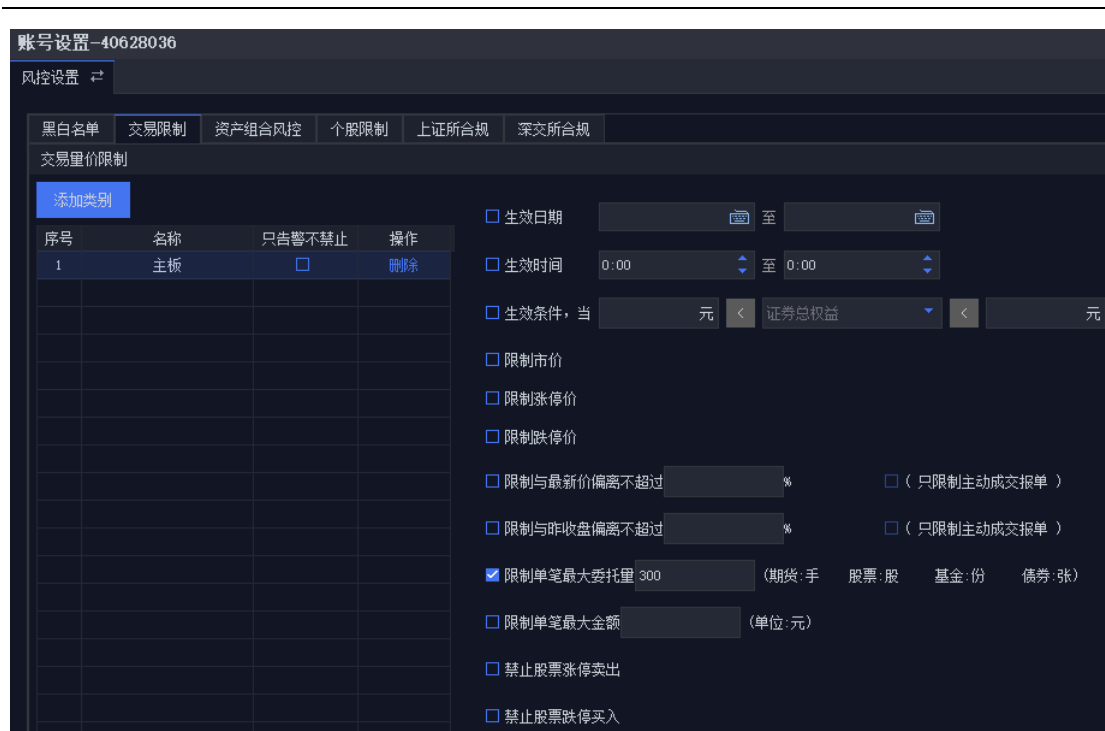 账号设置-40628036
风控设置
黑白名单 交易限制 资产组合风控 个股限制 上证所合规 深交所合规
交易量价限制
添加类别
序号 名称 只告警不禁止 操作
1 主板 删除
生效日期 至
生效时间 0:00 至 0:00
生效条件，当 元 < 证券总权益 < 元
限制市价
限制涨停价
限制跌停价
限制与最新价偏离不超过 % （ 只限制主动成交报单 ）
限制与昨收盘偏离不超过 % （ 只限制主动成交报单 ）
限制单笔最大委托量 300 (期货:手 股票:股 基金:份 债券:张)
限制单笔最大金额 (单位:元)
禁止股票涨停卖出
禁止股票跌停买入